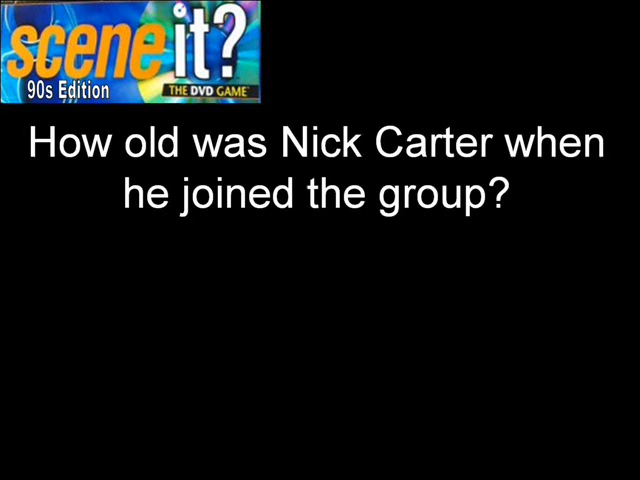 scene it?
90s Edition
THE DVD GAME
How old was Nick Carter when
he joined the group?